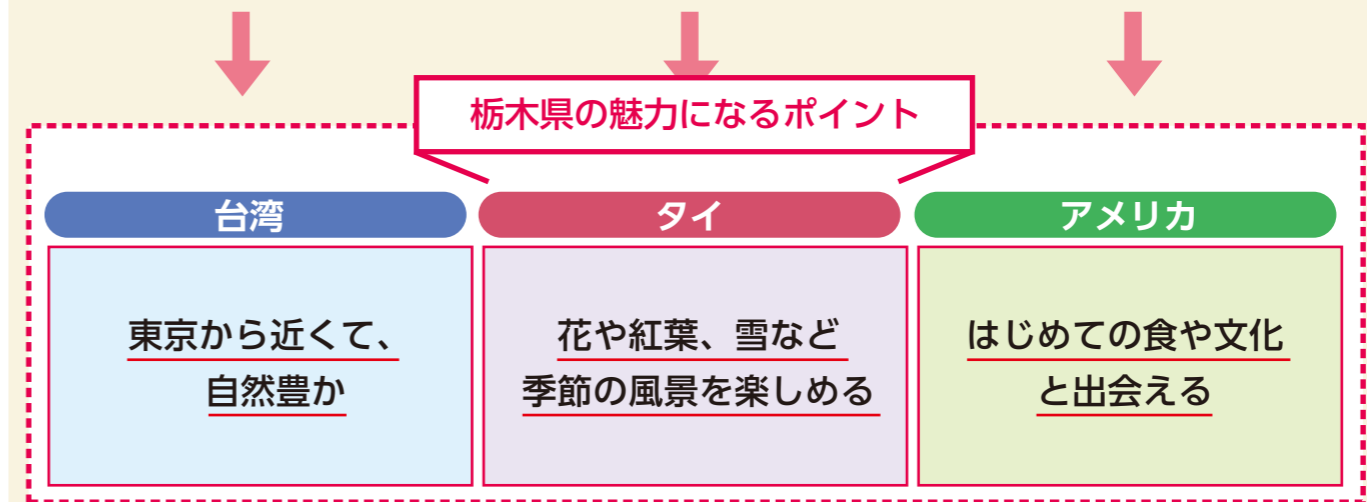 栃木県の魅力になるポイント
台湾
東京から近くて、
自然豊か
タイ
花や紅葉、雪など
季節の風景を楽しめる
アメリカ
はじめての食や文化
と出会える